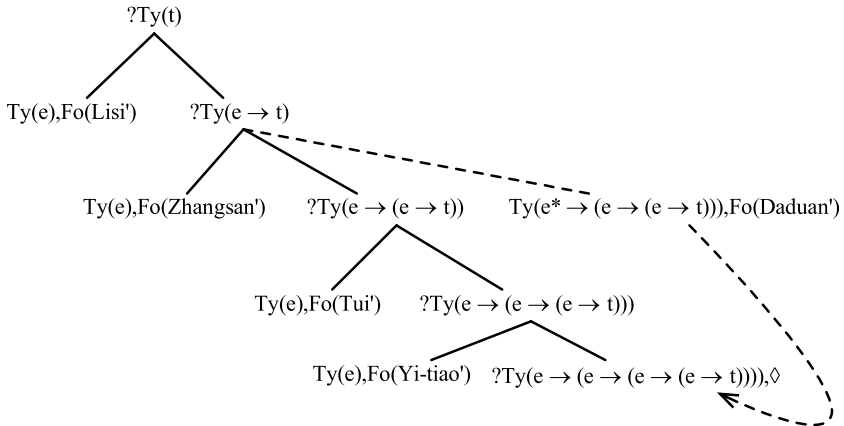 ?Ty(t)
Ty(e),Fo(Lisi') ?Ty(e → t)
Ty(e),Fo(Zhangsan') ?Ty(e → (e → t)) Ty(e* → (e → (e → t))),Fo(Daduan')
Ty(e),Fo(Tui') ?Ty(e → (e → (e → t)))
Ty(e),Fo(Yi-tiao') ?Ty(e → (e → (e → (e → t)))),◊